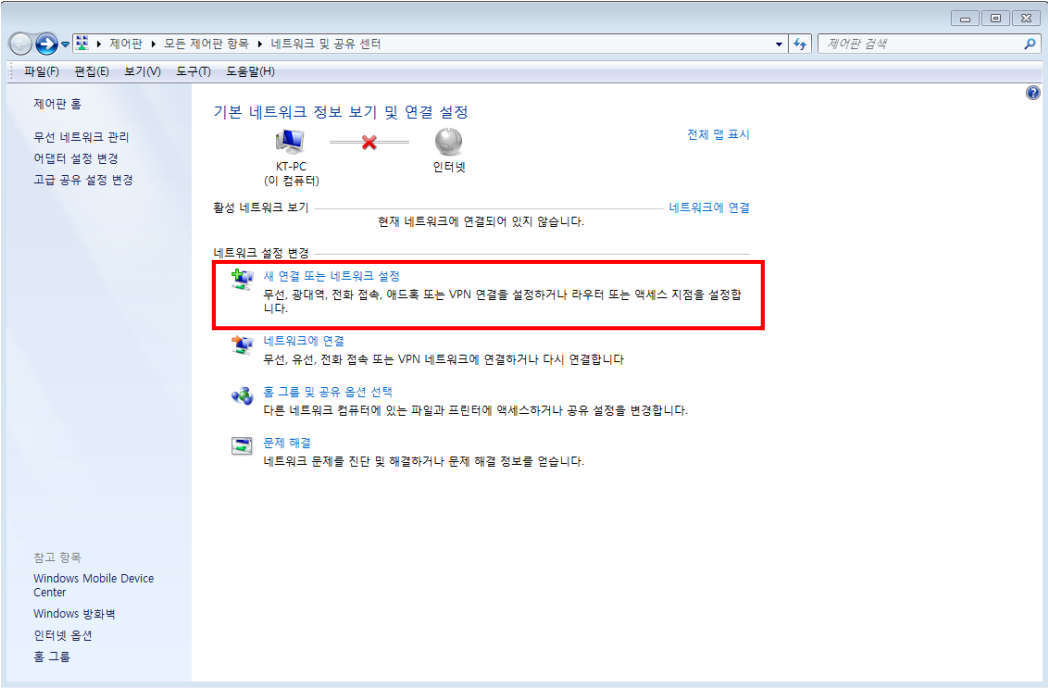 제어판 ▸ 모든 제어판 항목 ▸ 네트워크 및 공유 센터
제어판 검색
파일(F) 편집(E) 보기(V) 도구(T) 도움말(H)
제어판 홈
무선 네트워크 관리
어댑터 설정 변경
고급 공유 설정 변경
기본 네트워크 정보 보기 및 연결 설정
전체 맵 표시
KT-PC
(이 컴퓨터)
인터넷
활성 네트워크 보기
네트워크에 연결
현재 네트워크에 연결되어 있지 않습니다.
네트워크 설정 변경
새 연결 또는 네트워크 설정
무선, 광대역, 전화 접속, 애드혹 또는 VPN 연결을 설정하거나 라우터 또는 액세스 지점을 설정합
니다.
네트워크에 연결
무선, 유선, 전화 접속 또는 VPN 네트워크에 연결하거나 다시 연결합니다
홈 그룹 및 공유 옵션 선택
다른 네트워크 컴퓨터에 있는 파일과 프린터에 액세스하거나 공유 설정을 변경합니다.
문제 해결
네트워크 문제를 진단 및 해결하거나 문제 해결 정보를 얻습니다.
참고 항목
Windows Mobile Device
Center
Windows 방화벽
인터넷 옵션
홈 그룹